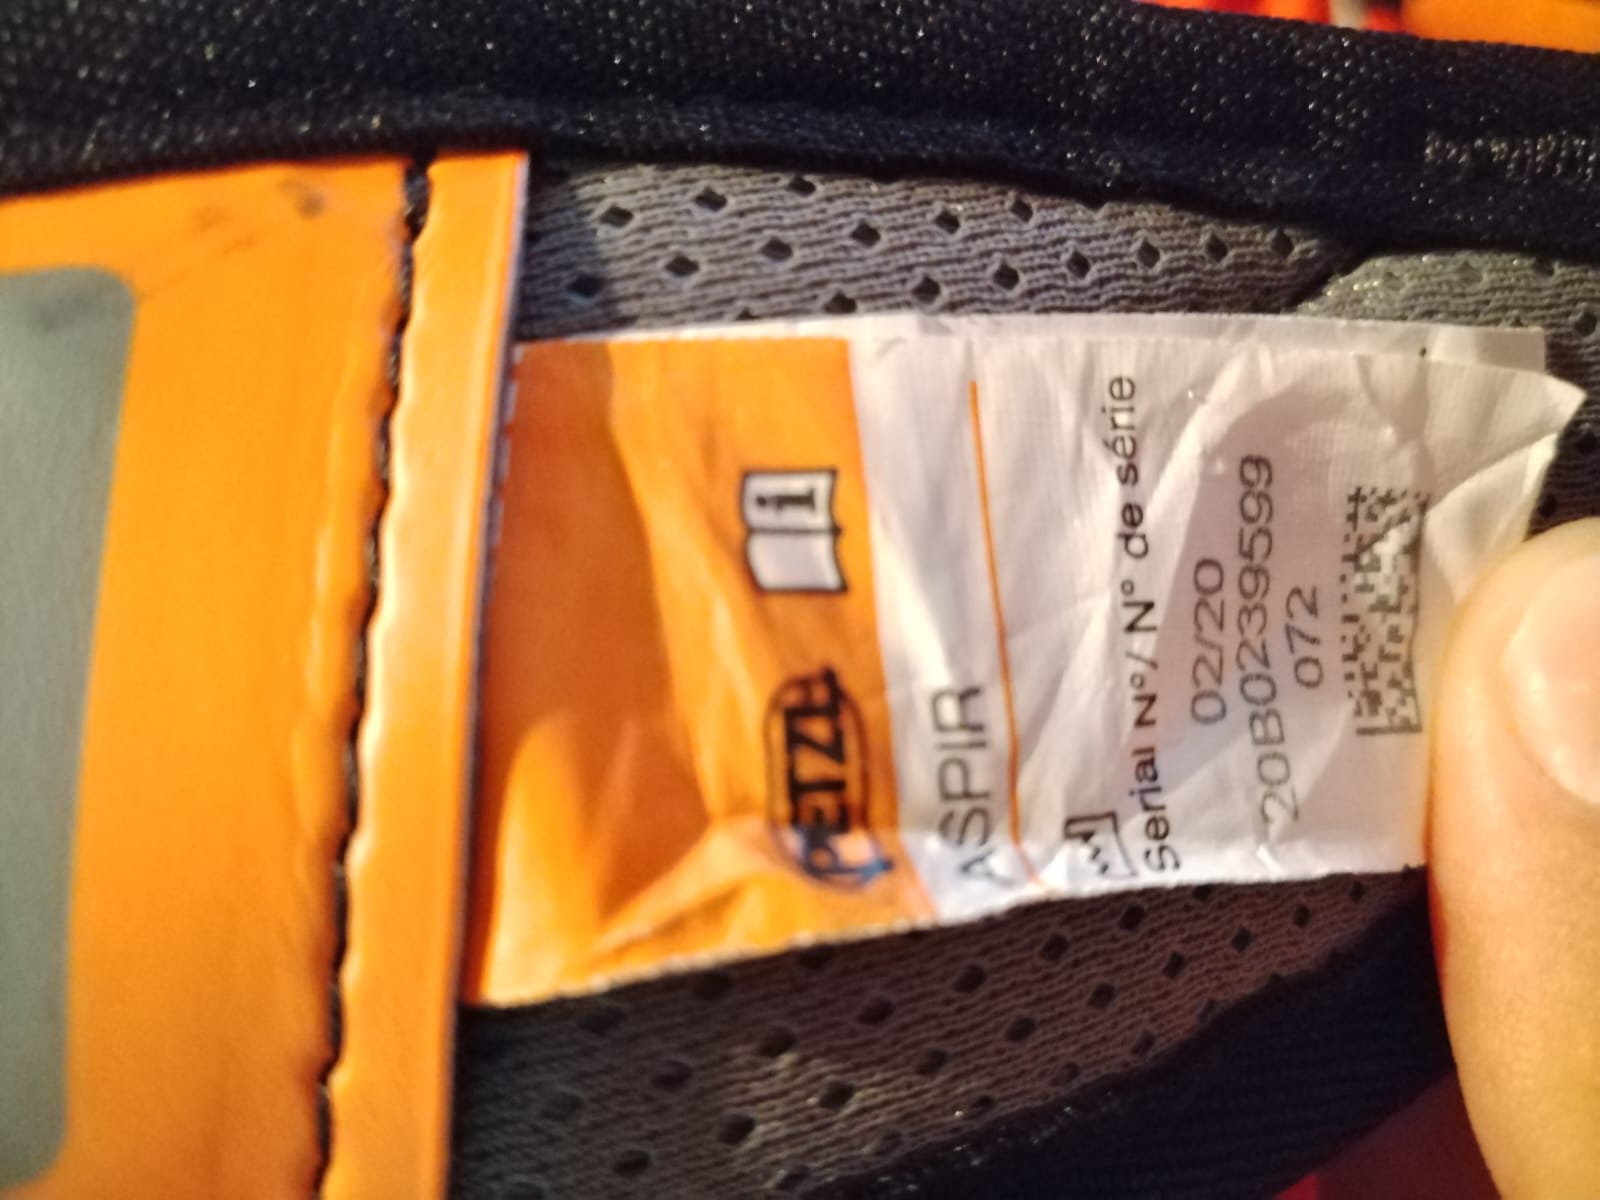 PETZL
ASPIR
Serial N°/ N° de série
02/20
20B0239599
072